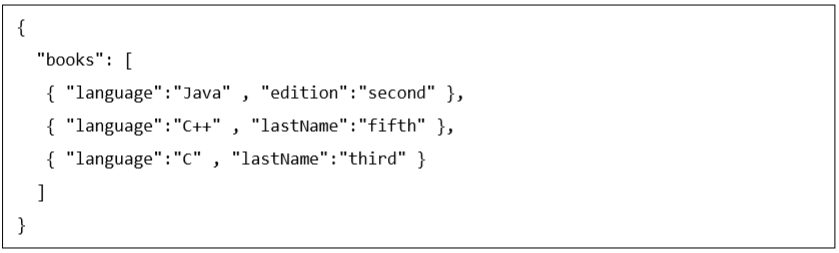 {
"books": [
{ "language":"Java" , "edition":"second" },
{ "language":"C++" , "lastName":"fifth" },
{ "language":"C" , "lastName":"third" }
]
}